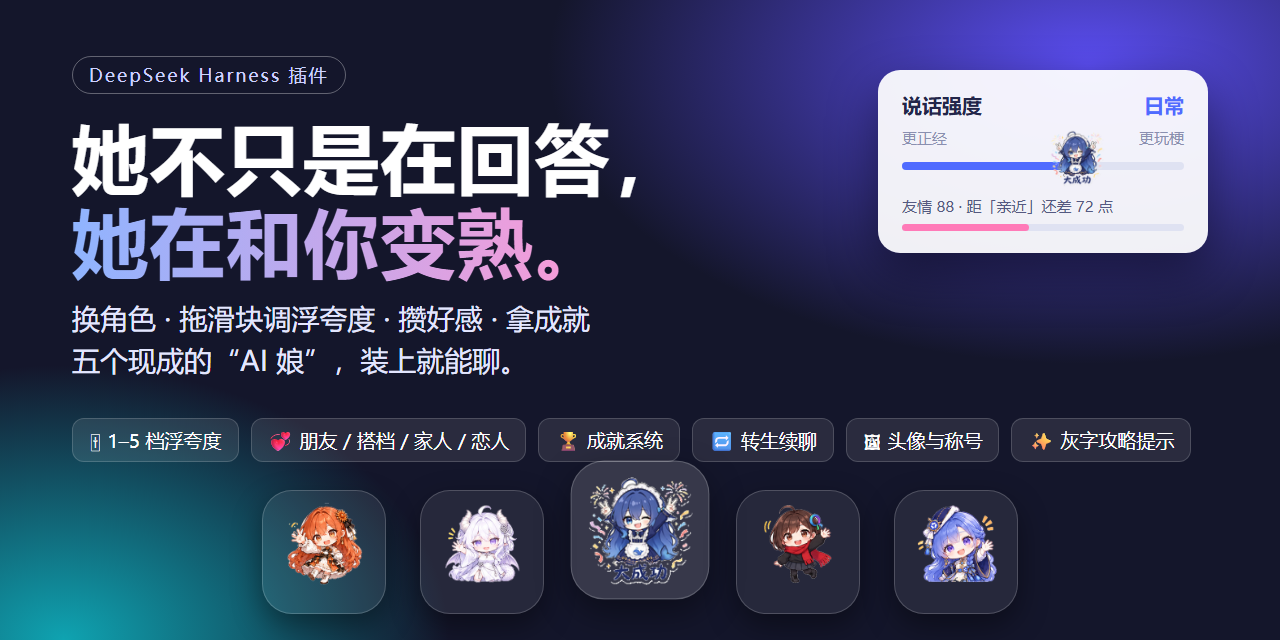 DeepSeek Harness 插件
她不只是在回答，
她在和你变熟。
换角色 · 拖滑块调浮夸度 · 攒好感 · 拿成就
五个现成的“AI 娘”，装上就能聊。
说话强度
日常
更正经
更玩梗
大成功
友情 88 · 距「亲近」还差 72 点
1–5 档浮夸度
朋友 / 搭档 / 家人 / 恋人
成就系统
转生续聊
头像与称号
灰字攻略提示
大成功